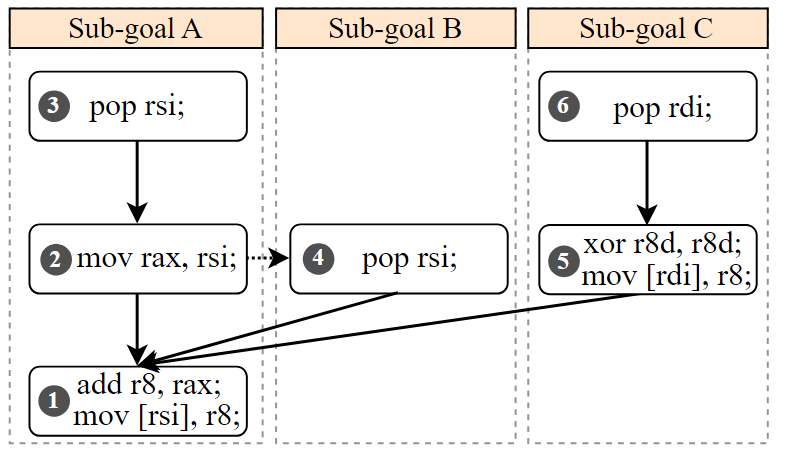 Sub-goal A
Sub-goal B
Sub-goal C
3 pop rsi;
6 pop rdi;
2 mov rax, rsi;
4 pop rsi;
5 xor r8d, r8d;
mov [rdi], r8;
1 add r8, rax;
mov [rsi], r8;